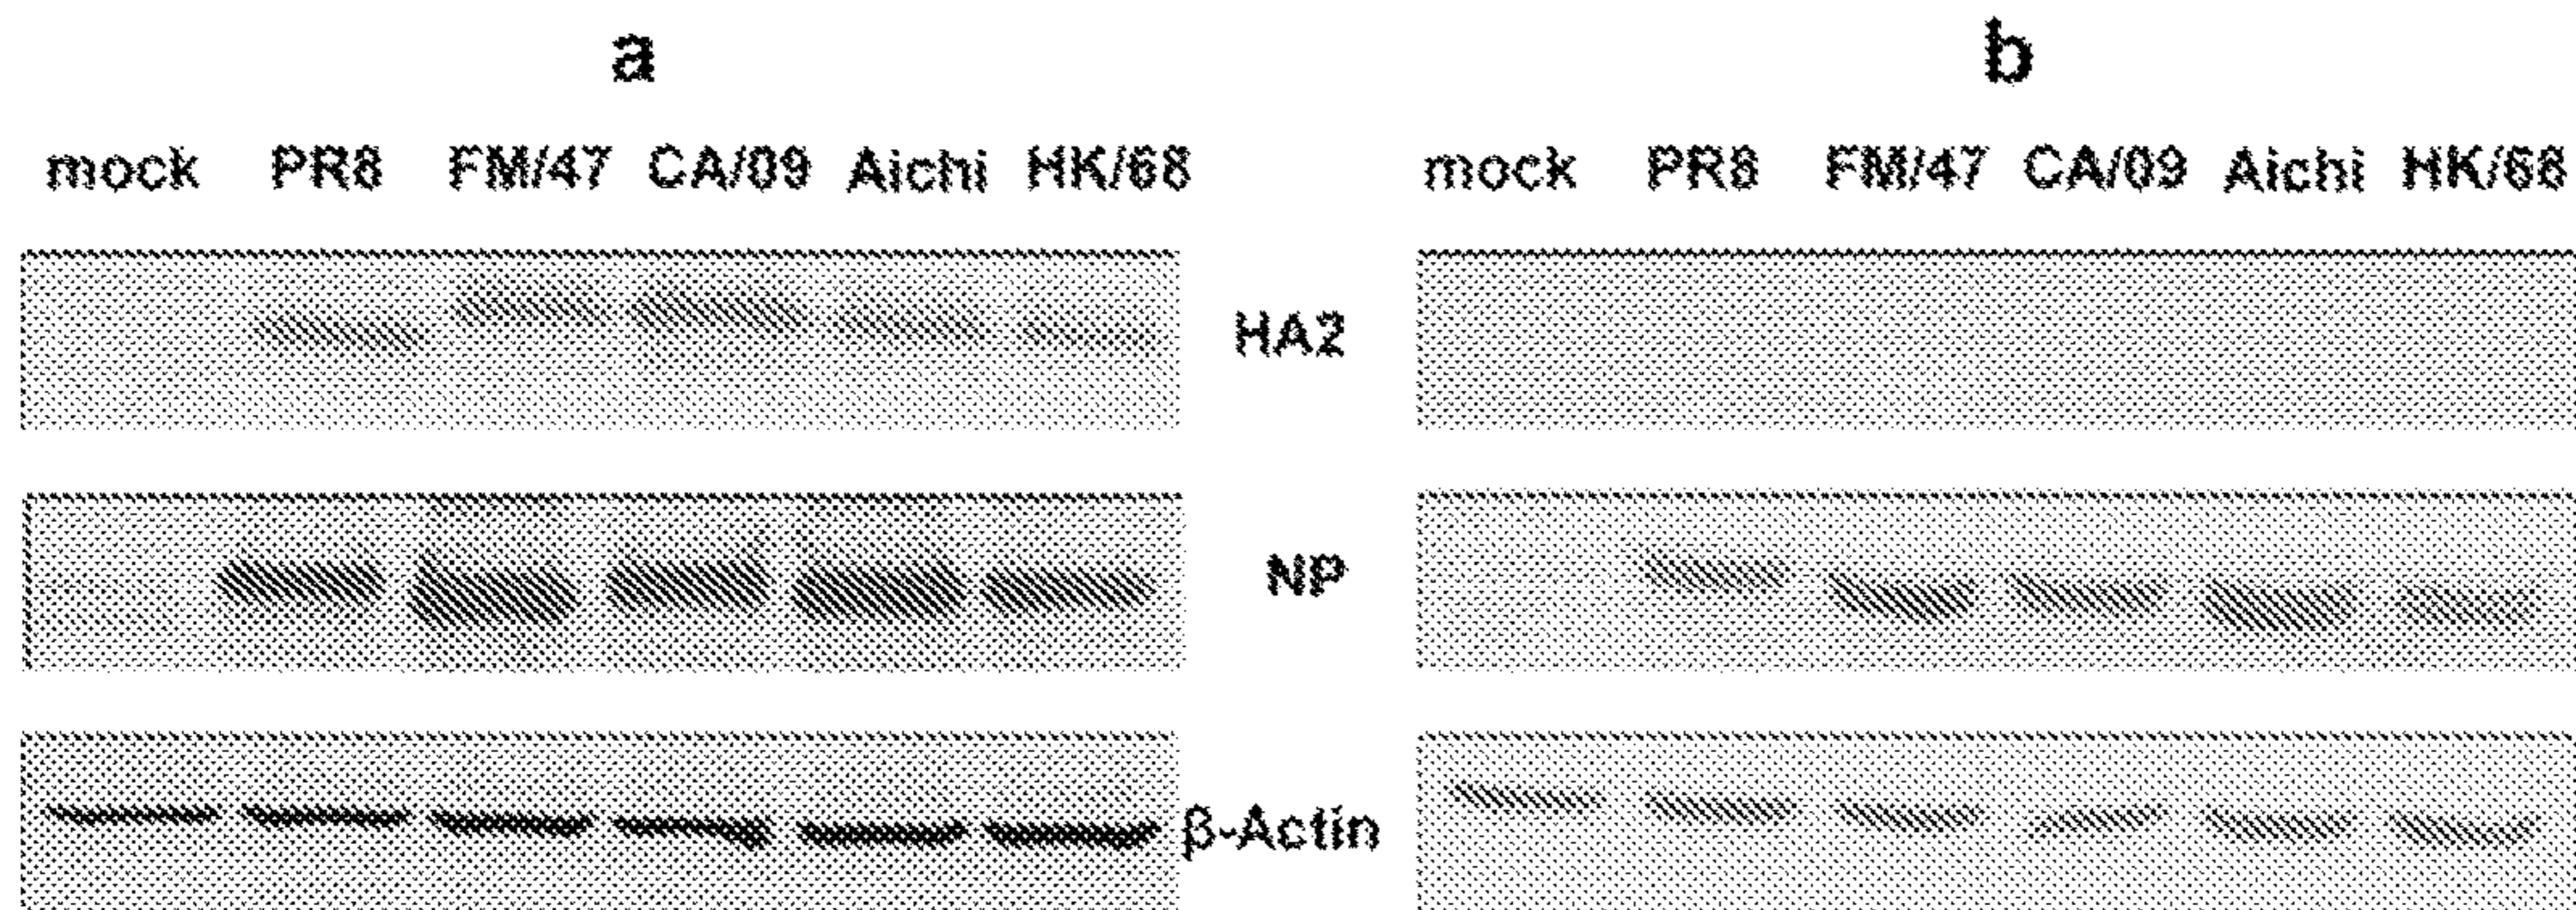 a b
mock PR8 FM/47 CA/09 Aichi HK/68 mock PR8 FM/47 CA/09 Aichi HK/68
HA2
NP
β-Actin